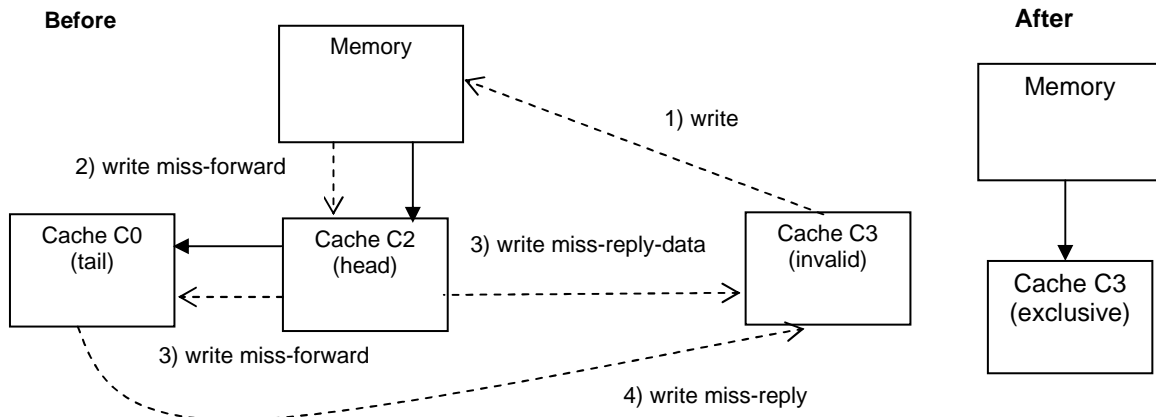 Before
After
Memory
Memory
1) write
2) write miss-forward
Cache C0
(tail)
Cache C2
(head)
3) write miss-reply-data
Cache C3
(invalid)
Cache C3
(exclusive)
3) write miss-forward
4) write miss-reply